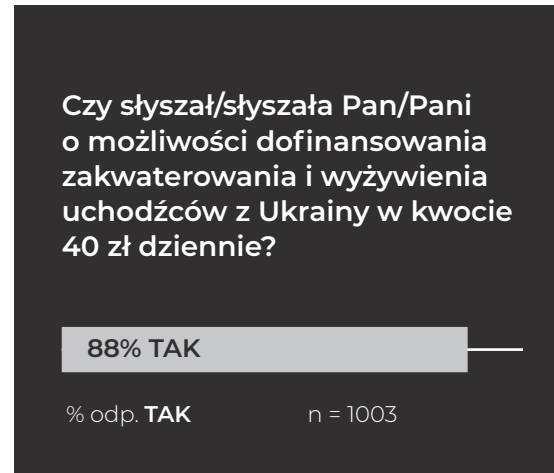 Czy słyszał/słyszała Pan/Pani
o możliwości dofinansowania
zakwaterowania i wyżywienia
uchodźców z Ukrainy w kwocie
40 zł dziennie?
88% TAK
% odp. TAK n = 1003